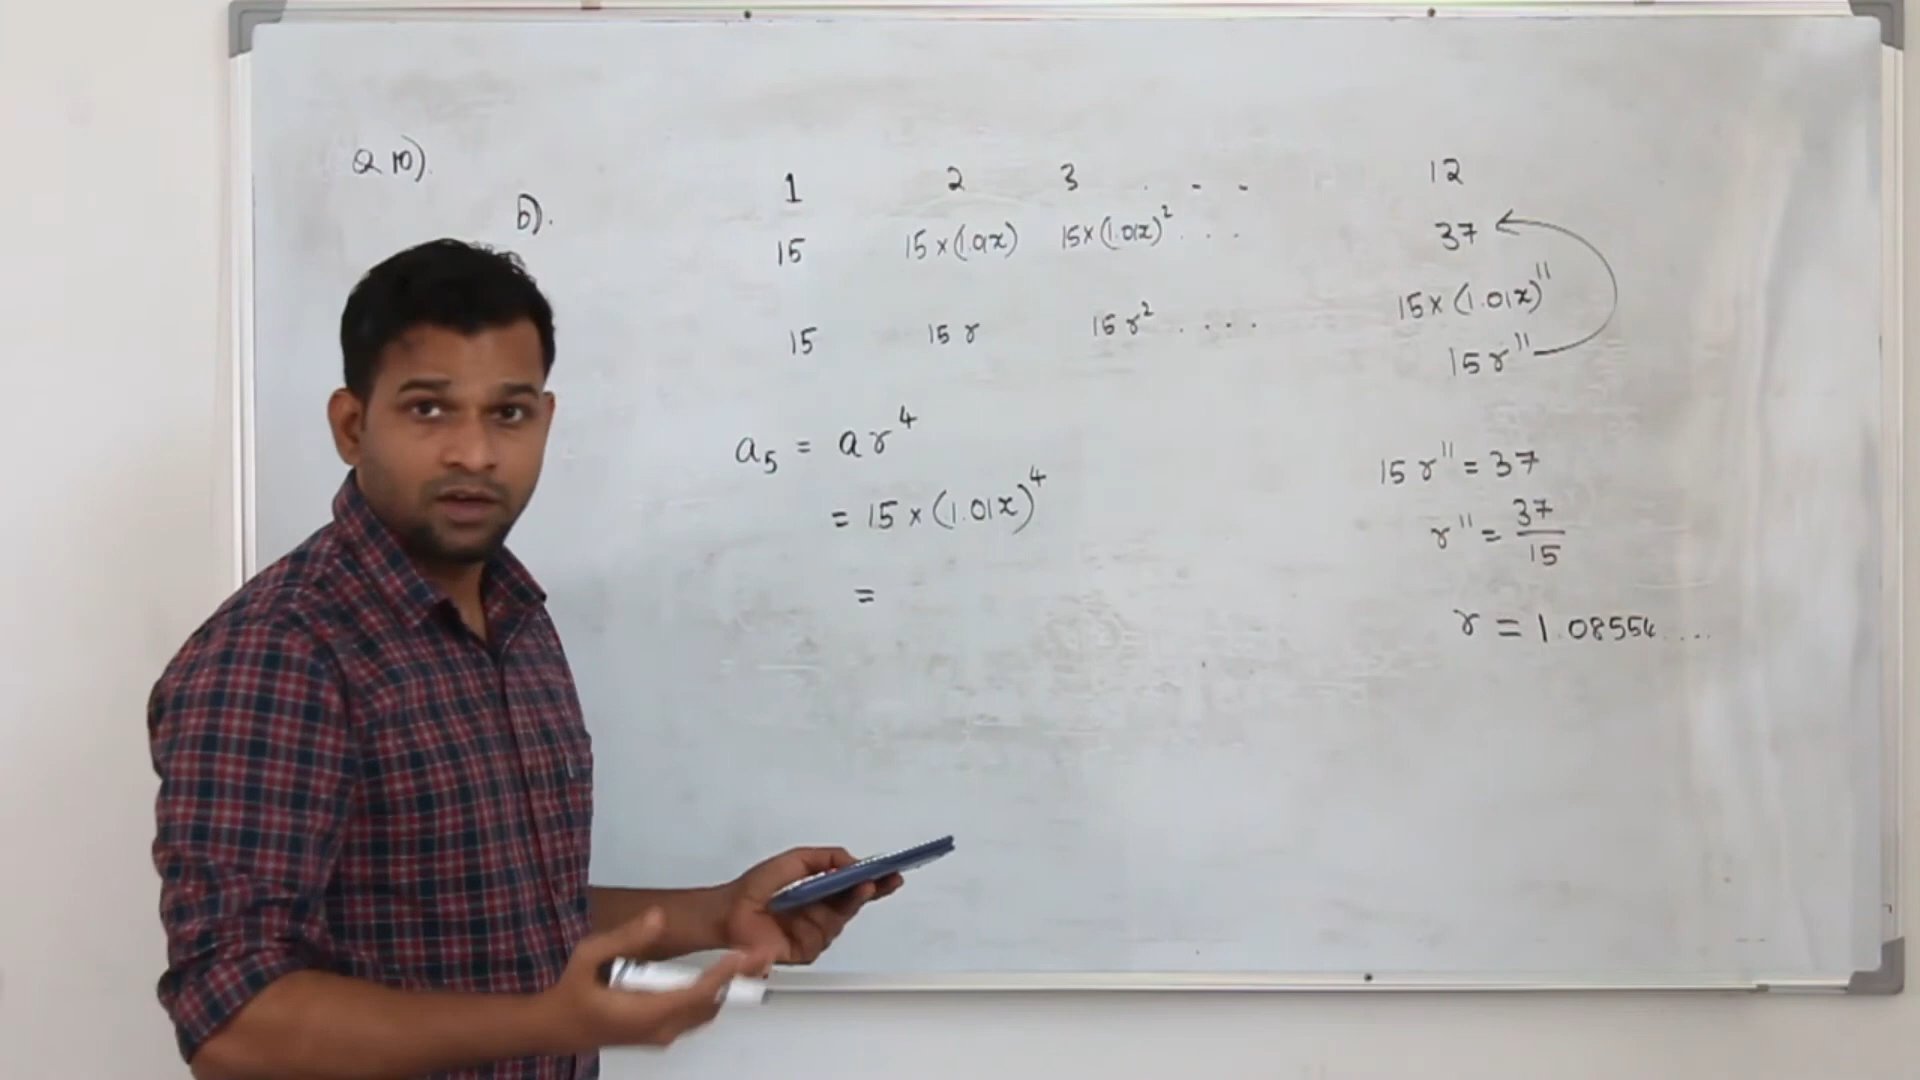 Q 10).
b).
1 2 3 . - - 12
15 15×(1.01x) 15×(1.01x)² . . . 37
15×(1.01x)¹¹
15 15 r 15 r² . . . . 15 r¹¹
a₅ = a r⁴
= 15 × (1.01x)⁴
=
15 r¹¹ = 37
r¹¹ = 37/15
r = 1.08554....